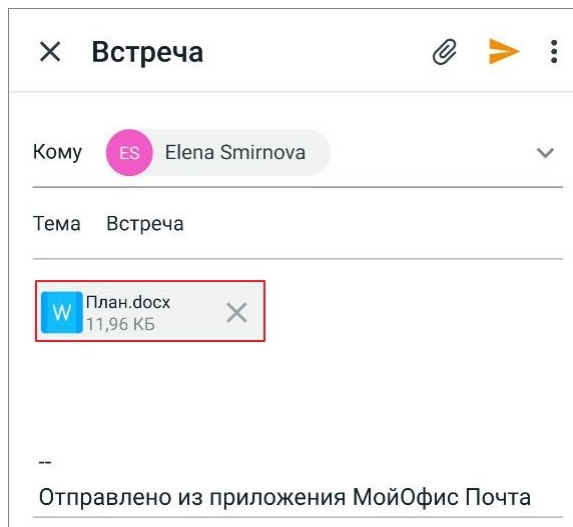 Встреча
Кому ES Elena Smirnova
Тема Встреча
W План.docx
11,96 КБ
--
Отправлено из приложения МойОфис Почта